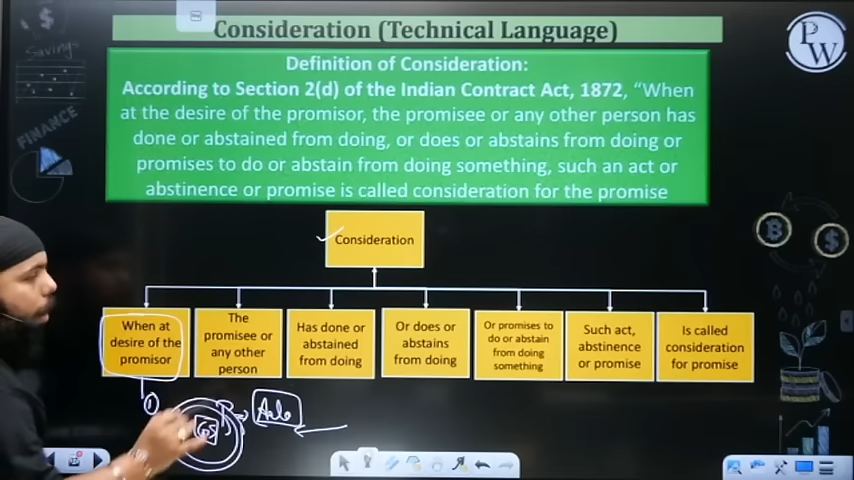 Consideration (Technical Language)
PW
Savings
FINANCE
Definition of Consideration:
According to Section 2(d) of the Indian Contract Act, 1872, “When
at the desire of the promisor, the promisee or any other person has
done or abstained from doing, or does or abstains from doing or
promises to do or abstain from doing something, such an act or
abstinence or promise is called consideration for the promise
Consideration
When at
desire of the
promisor
The
promisee or
any other
person
Has done or
abstained
from doing
Or does or
abstains
from doing
Or promises to
do or abstain
from doing
something
Such act,
abstinence
or promise
Is called
consideration
for promise
①